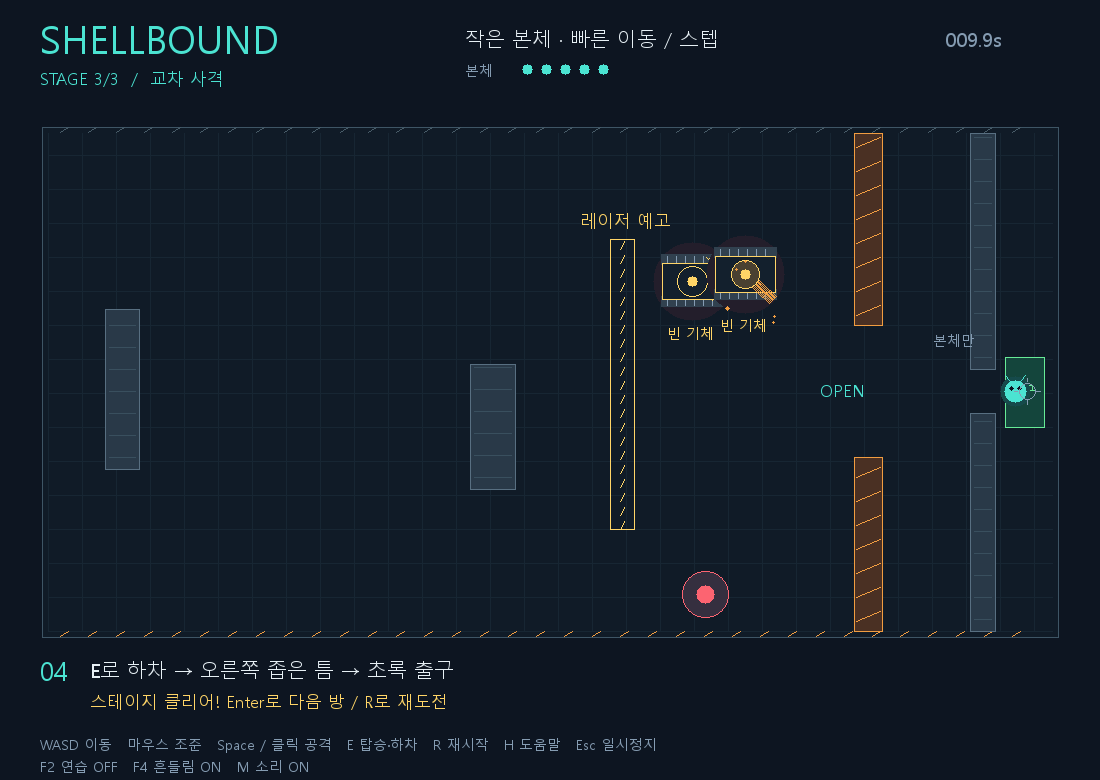 SHELLBOUND
작은 본체 · 빠른 이동 / 스텝
009.9s
STAGE 3/3 / 교차 사격
본체
레이저 예고
빈 기체
빈 기체
본체만
OPEN
04
E로 하차 → 오른쪽 좁은 틈 → 초록 출구
스테이지 클리어! Enter로 다음 방 / R로 재도전
WASD 이동 마우스 조준 Space / 클릭 공격 E 탑승·하차 R 재시작 H 도움말 Esc 일시정지
F2 연습 OFF F4 흔들림 ON M 소리 ON